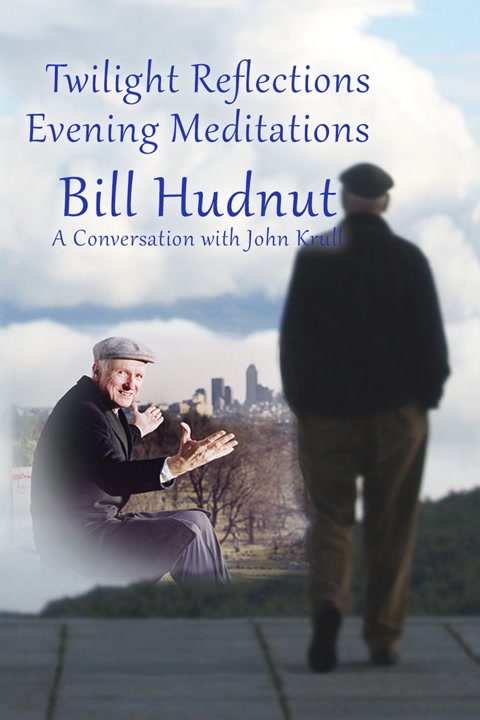 Twilight Reflections
Evening Meditations
Bill Hudnut
A Conversation with John Krull